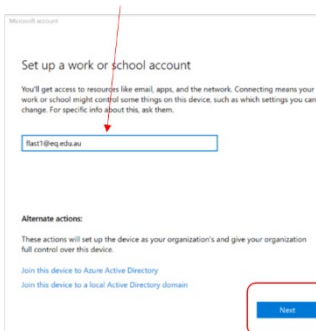 Microsoft account
Set up a work or school account
You'll get access to resources like email, apps, and the network. Connecting means your
work or school might control some things on this device, such as which settings you can
change. For specific info about this, ask them.
flast1@eq.edu.au
Alternate actions:
These actions will set up the device as your organization's and give your organization
full control over this device.
Join this device to Azure Active Directory
Join this device to a local Active Directory domain
Next